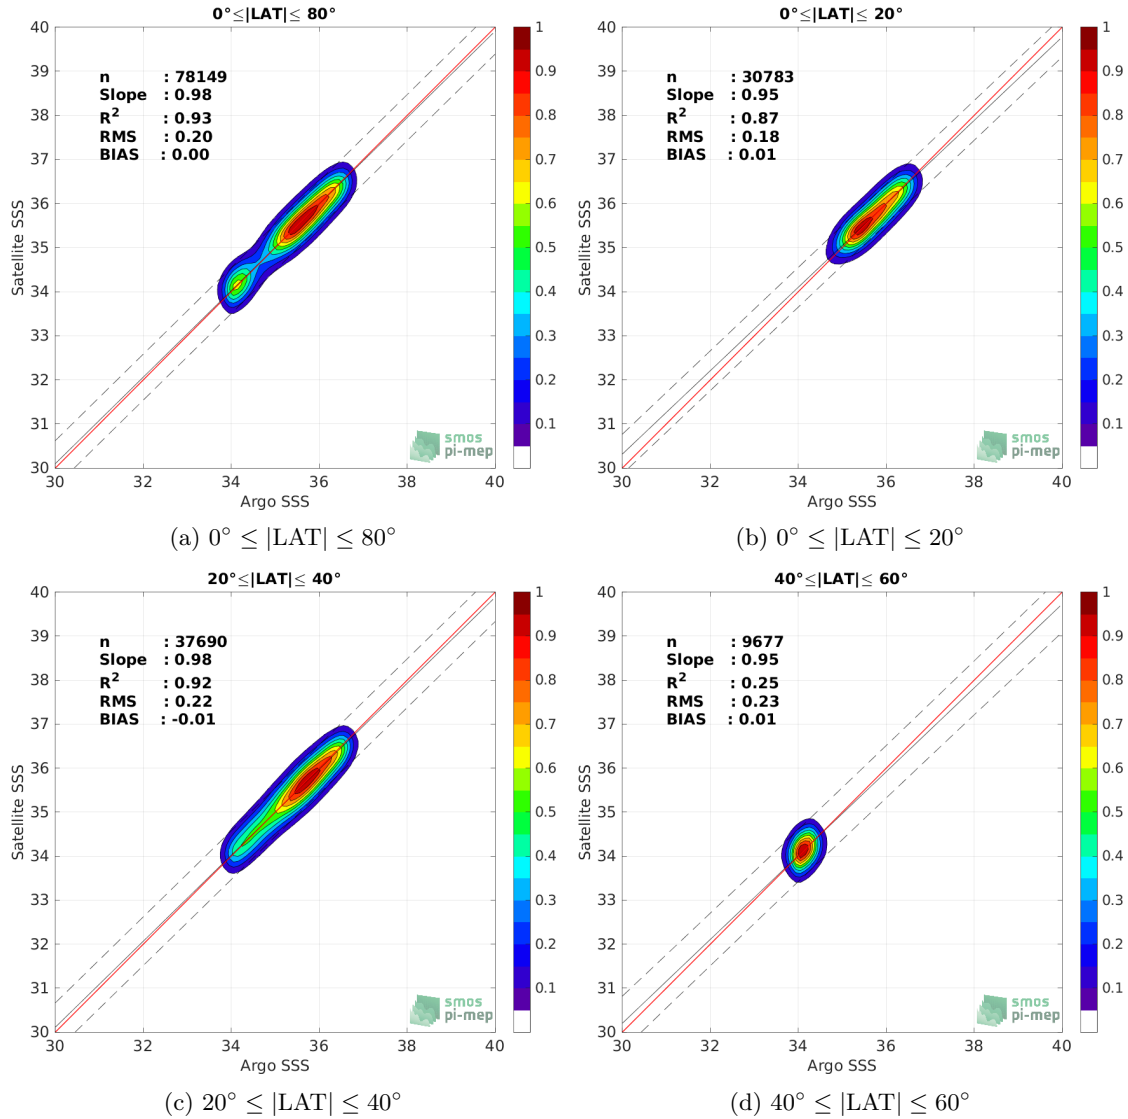 0°≤|LAT|≤ 80°
40
39
38
37
36
35
34
33
32
31
30
Satellite SSS
n : 78149
Slope : 0.98
R² : 0.93
RMS : 0.20
BIAS : 0.00
smos
pi-mep
30 32 34 36 38 40
Argo SSS
1
0.9
0.8
0.7
0.6
0.5
0.4
0.3
0.2
0.1
(a) 0° ≤ |LAT| ≤ 80°
0°≤|LAT|≤ 20°
40
39
38
37
36
35
34
33
32
31
30
Satellite SSS
n : 30783
Slope : 0.95
R² : 0.87
RMS : 0.18
BIAS : 0.01
smos
pi-mep
30 32 34 36 38 40
Argo SSS
1
0.9
0.8
0.7
0.6
0.5
0.4
0.3
0.2
0.1
(b) 0° ≤ |LAT| ≤ 20°
20°≤|LAT|≤ 40°
40
39
38
37
36
35
34
33
32
31
30
Satellite SSS
n : 37690
Slope : 0.98
R² : 0.92
RMS : 0.22
BIAS : -0.01
smos
pi-mep
30 32 34 36 38 40
Argo SSS
1
0.9
0.8
0.7
0.6
0.5
0.4
0.3
0.2
0.1
(c) 20° ≤ |LAT| ≤ 40°
40°≤|LAT|≤ 60°
40
39
38
37
36
35
34
33
32
31
30
Satellite SSS
n : 9677
Slope : 0.95
R² : 0.25
RMS : 0.23
BIAS : 0.01
smos
pi-mep
30 32 34 36 38 40
Argo SSS
1
0.9
0.8
0.7
0.6
0.5
0.4
0.3
0.2
0.1
(d) 40° ≤ |LAT| ≤ 60°